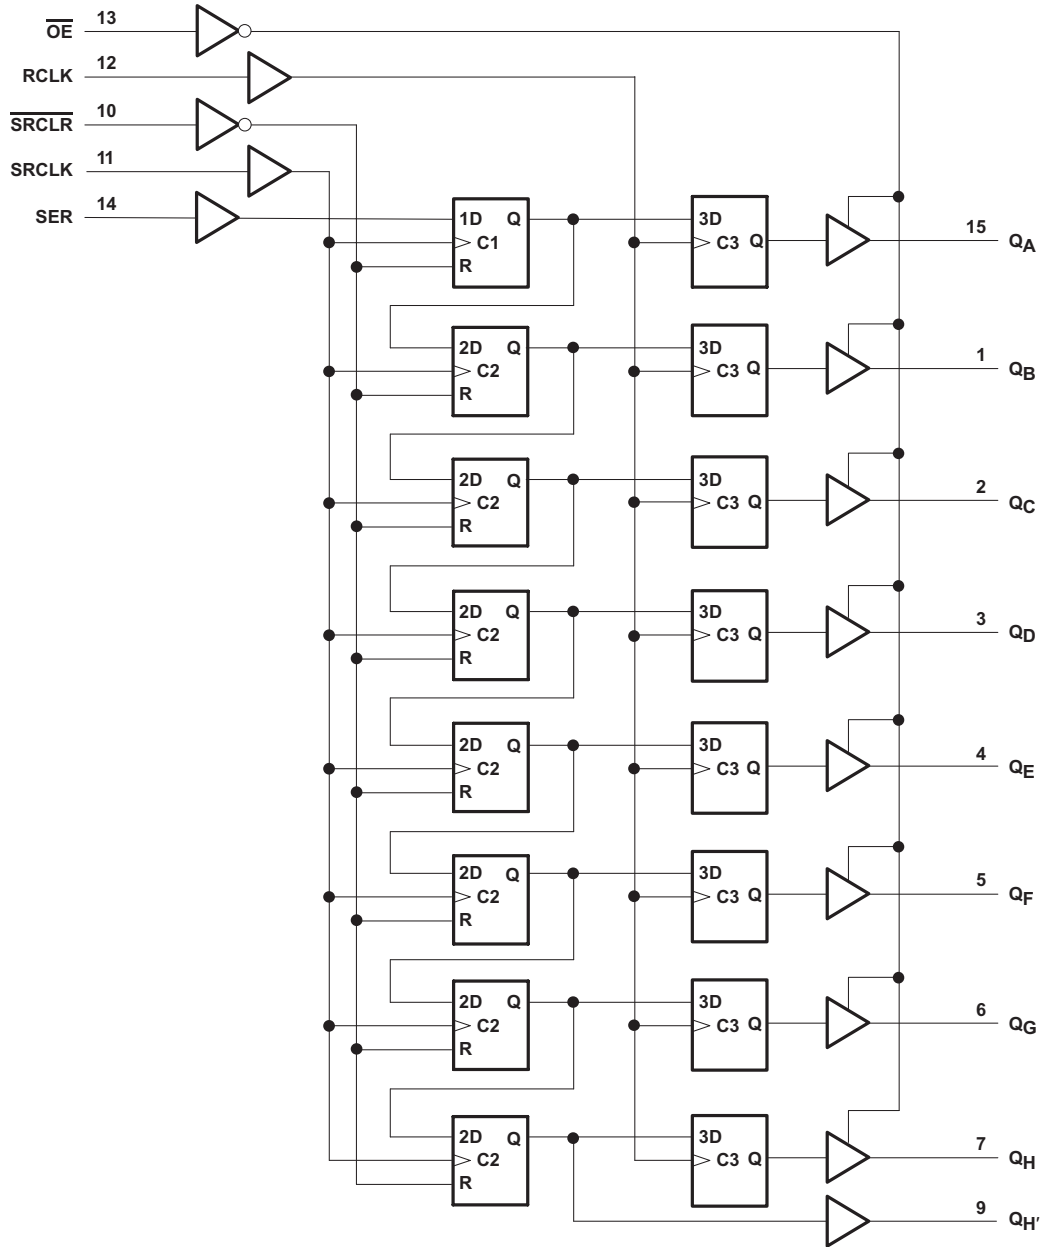 OE 13
RCLK 12
SRCLR 10
SRCLK 11
SER 14
1D Q 3D
C1 C3 Q 15 QA
R
2D Q 3D
C2 C3 Q 1 QB
R
2D Q 3D
C2 C3 Q 2 QC
R
2D Q 3D
C2 C3 Q 3 QD
R
2D Q 3D
C2 C3 Q 4 QE
R
2D Q 3D
C2 C3 Q 5 QF
R
2D Q 3D
C2 C3 Q 6 QG
R
2D Q 3D
C2 C3 Q 7 QH
R
9 QH′